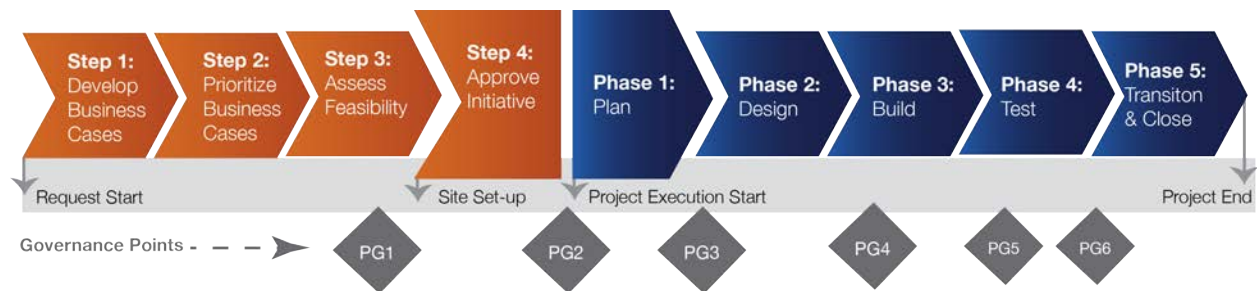 Step 1:
Develop
Business
Cases
Step 2:
Prioritize
Business
Cases
Step 3:
Assess
Feasibility
Step 4:
Approve
Initiative
Phase 1:
Plan
Phase 2:
Design
Phase 3:
Build
Phase 4:
Test
Phase 5:
Transiton
& Close
Request Start
Site Set-up
Project Execution Start
Project End
Governance Points
PG1
PG2
PG3
PG4
PG5
PG6